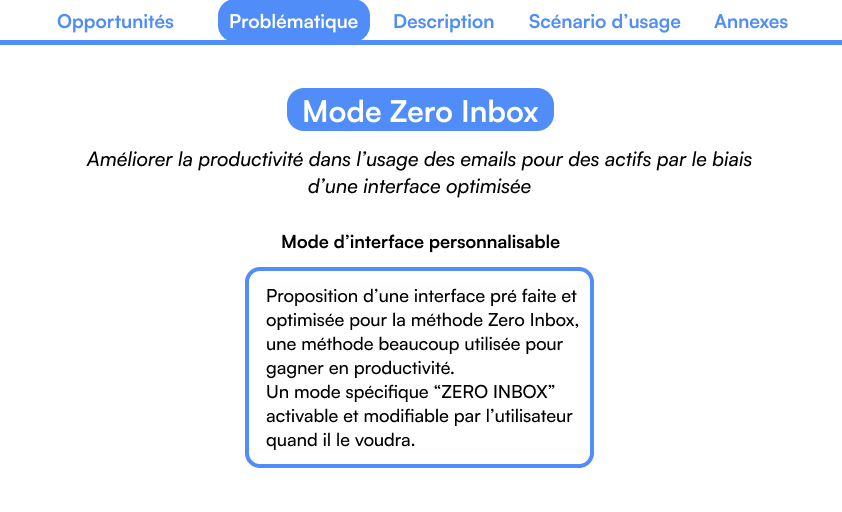 Opportunités Problématique Description Scénario d’usage Annexes
Mode Zero Inbox
Améliorer la productivité dans l’usage des emails pour des actifs par le biais
d’une interface optimisée
Mode d’interface personnalisable
Proposition d’une interface pré faite et
optimisée pour la méthode Zero Inbox,
une méthode beaucoup utilisée pour
gagner en productivité.
Un mode spécifique “ZERO INBOX”
activable et modifiable par l’utilisateur
quand il le voudra.